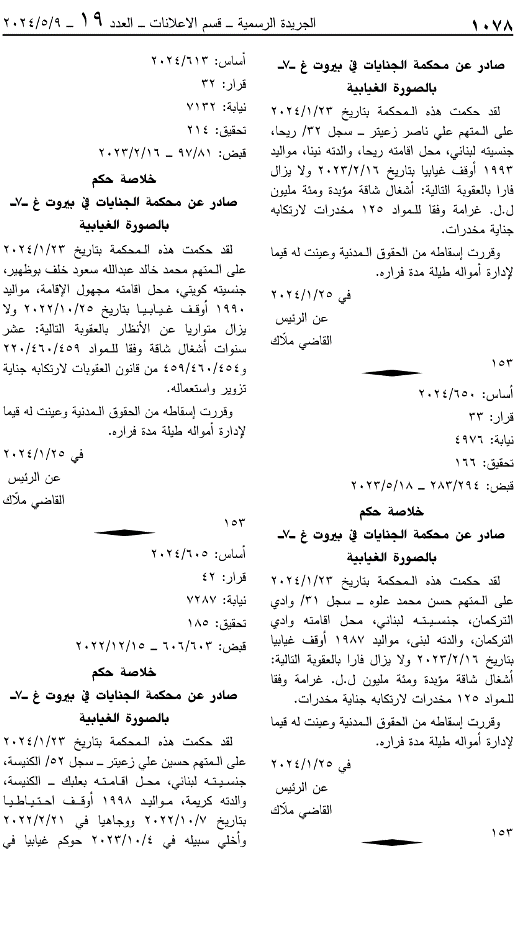 ١٠٧٨
الجريدة الرسمية ــ قسم الاعلانات ــ العدد ١٩ ــ ٢٠٢٤/٥/٩
صادر عن محكمة الجنايات في بيروت غ ـ٧ـ
بالصورة الغيابية
لقد حكمت هذه المحكمة بتاريخ ٢٠٢٤/١/٢٣
على المتهم علي ناصر زعيتر ــ سجل ٣٢/ ريحا،
جنسيته لبناني، محل اقامته ريحا، والدته نينا، مواليد
١٩٩٣ أوقف غيابيا بتاريخ ٢٠٢٣/٢/١٦ ولا يزال
فارا بالعقوبة التالية: أشغال شاقة مؤبدة ومئة مليون
ل.ل. غرامة وفقا للمواد ١٢٥ مخدرات لارتكابه
جناية مخدرات.
وقررت إسقاطه من الحقوق المدنية وعينت له قيما
لإدارة أمواله طيلة مدة فراره.
في ٢٠٢٤/١/٢٥
عن الرئيس
القاضي ملّاك
١٥٣
أساس: ٢٠٢٤/٦٥٠
قرار: ٣٣
نيابة: ٤٩٧٦
تحقيق: ١٦٦
قبض: ٢٨٣/٢٩٤ ــ ٢٠٢٣/٥/١٨
خلاصة حكم
صادر عن محكمة الجنايات في بيروت غ ـ٧ـ
بالصورة الغيابية
لقد حكمت هذه المحكمة بتاريخ ٢٠٢٤/١/٢٣
على المتهم حسن محمد علوه ــ سجل ٣١/ وادي
التركمان، جنسيته لبناني، محل اقامته وادي
التركمان، والدته لبنى، مواليد ١٩٨٧ أوقف غيابيا
بتاريخ ٢٠٢٣/٢/١٦ ولا يزال فارا بالعقوبة التالية:
أشغال شاقة مؤبدة ومئة مليون ل.ل. غرامة وفقا
للمواد ١٢٥ مخدرات لارتكابه جناية مخدرات.
وقررت إسقاطه من الحقوق المدنية وعينت له قيما
لإدارة أمواله طيلة مدة فراره.
في ٢٠٢٤/١/٢٥
عن الرئيس
القاضي ملّاك
١٥٣
أساس: ٢٠٢٤/٦١٣
قرار: ٣٢
نيابة: ٧١٣٢
تحقيق: ٢١٤
قبض: ٩٧/٨١ ــ ٢٠٢٣/٢/١٦
خلاصة حكم
صادر عن محكمة الجنايات في بيروت غ ـ٧ـ
بالصورة الغيابية
لقد حكمت هذه المحكمة بتاريخ ٢٠٢٤/١/٢٣
على المتهم محمد خالد عبدالله سعود خلف بوظهير،
جنسيته كويتي، محل اقامته مجهول الإقامة، مواليد
١٩٩٠ أوقف غيابيا بتاريخ ٢٠٢٢/١٠/٢٥ ولا
يزال متواريا عن الأنظار بالعقوبة التالية: عشر
سنوات أشغال شاقة وفقا للمواد ٢٢٠/٤٦٠/٤٥٩
و٤٥٩/٤٦٠/٤٥٤ من قانون العقوبات لارتكابه جناية
تزوير واستعماله.
وقررت إسقاطه من الحقوق المدنية وعينت له قيما
لإدارة أمواله طيلة مدة فراره.
في ٢٠٢٤/١/٢٥
عن الرئيس
القاضي ملّاك
١٥٣
أساس: ٢٠٢٤/٦٠٥
قرار: ٤٢
نيابة: ٧٢٨٧
تحقيق: ١٨٥
قبض: ٦٠٦/٦٠٣ ــ ٢٠٢٢/١٢/١٥
خلاصة حكم
صادر عن محكمة الجنايات في بيروت غ ـ٧ـ
بالصورة الغيابية
لقد حكمت هذه المحكمة بتاريخ ٢٠٢٤/١/٢٣
على المتهم حسين علي زعيتر ــ سجل ٥٢/ الكنيسة،
جنسيته لبناني، محل اقامته بعلبك ــ الكنيسة،
والدته كريمة، مواليد ١٩٩٨ أوقف احتياطيا
بتاريخ ٢٠٢٢/١٠/٧ ووجاهيا في ٢٠٢٢/٢/٢١
وأخلي سبيله في ٢٠٢٣/١٠/٤ حوكم غيابيا في